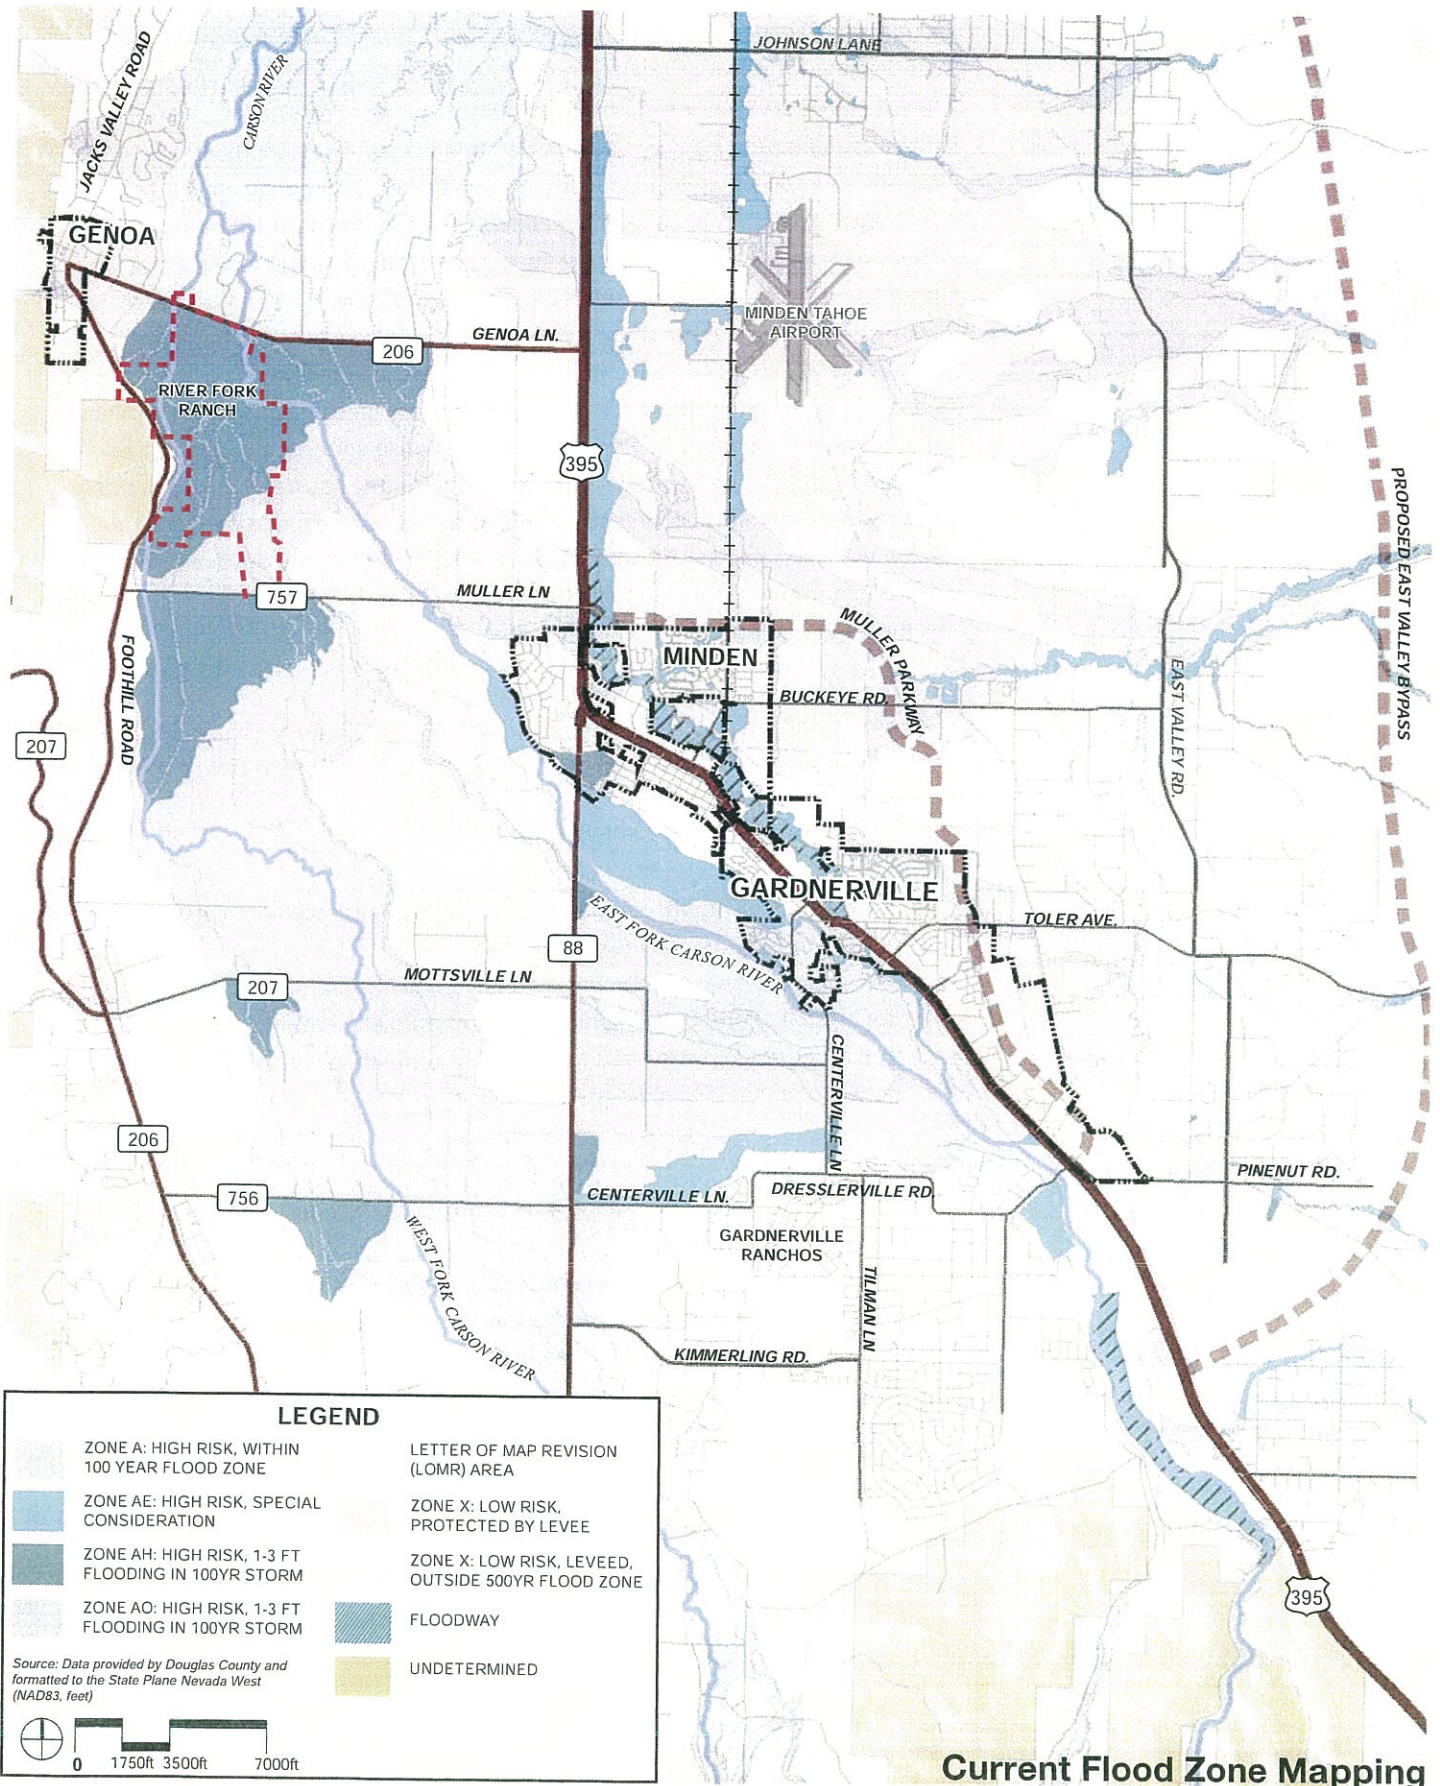 JOHNSON LANE
JACKS VALLEY ROAD
CARSON RIVER
GENOA
MINDEN TAHOE
AIRPORT
GENOA LN.
206
RIVER FORK
RANCH
395
PROPOSED EAST VALLEY BYPASS
757
MULLER LN
MULLER PARKWAY
MINDEN
FOOTHILL ROAD
BUCKEYE RD.
EAST VALLEY RD.
207
GARDNERVILLE
TOLER AVE.
EAST FORK CARSON RIVER
88
MOTTSVILLE LN
207
CENTERVILLE LN
206
756
CENTERVILLE LN.
DRESSLERVILLE RD.
PINENUT RD.
WEST FORK CARSON RIVER
GARDNERVILLE
RANCHOS
TILMAN LN
KIMMERLING RD.
395
LEGEND
ZONE A: HIGH RISK, WITHIN
100 YEAR FLOOD ZONE
ZONE AE: HIGH RISK, SPECIAL
CONSIDERATION
ZONE AH: HIGH RISK, 1-3 FT
FLOODING IN 100YR STORM
ZONE AO: HIGH RISK, 1-3 FT
FLOODING IN 100YR STORM
LETTER OF MAP REVISION
(LOMR) AREA
ZONE X: LOW RISK,
PROTECTED BY LEVEE
ZONE X: LOW RISK, LEVEED,
OUTSIDE 500YR FLOOD ZONE
FLOODWAY
UNDETERMINED
Source: Data provided by Douglas County and
formatted to the State Plane Nevada West
(NAD83, feet)
0 1750ft 3500ft 7000ft
Current Flood Zone Mapping